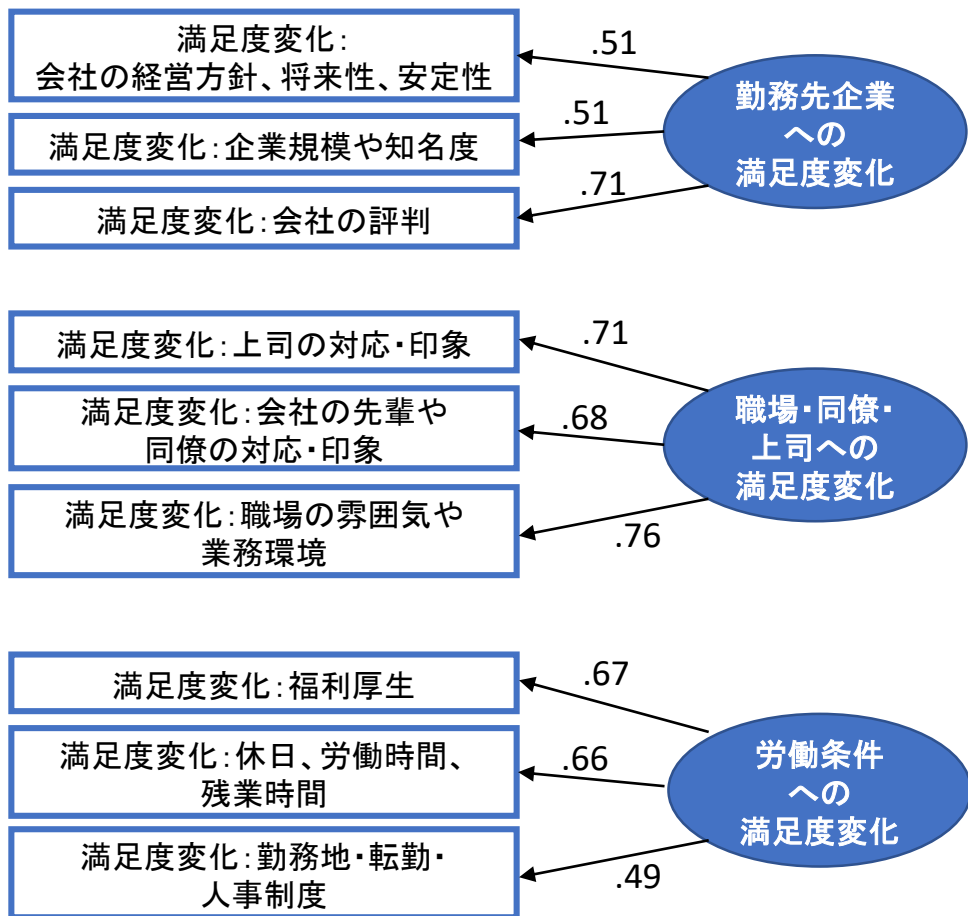 満足度変化：
会社の経営方針、将来性、安定性
.51
勤務先企業
への
満足度変化
満足度変化：企業規模や知名度
.51
満足度変化：会社の評判
.71
満足度変化：上司の対応・印象
.71
職場・同僚・
上司への
満足度変化
満足度変化：会社の先輩や
同僚の対応・印象
.68
満足度変化：職場の雰囲気や
業務環境
.76
満足度変化：福利厚生
.67
労働条件
への
満足度変化
満足度変化：休日、労働時間、
残業時間
.66
満足度変化：勤務地・転勤・
人事制度
.49